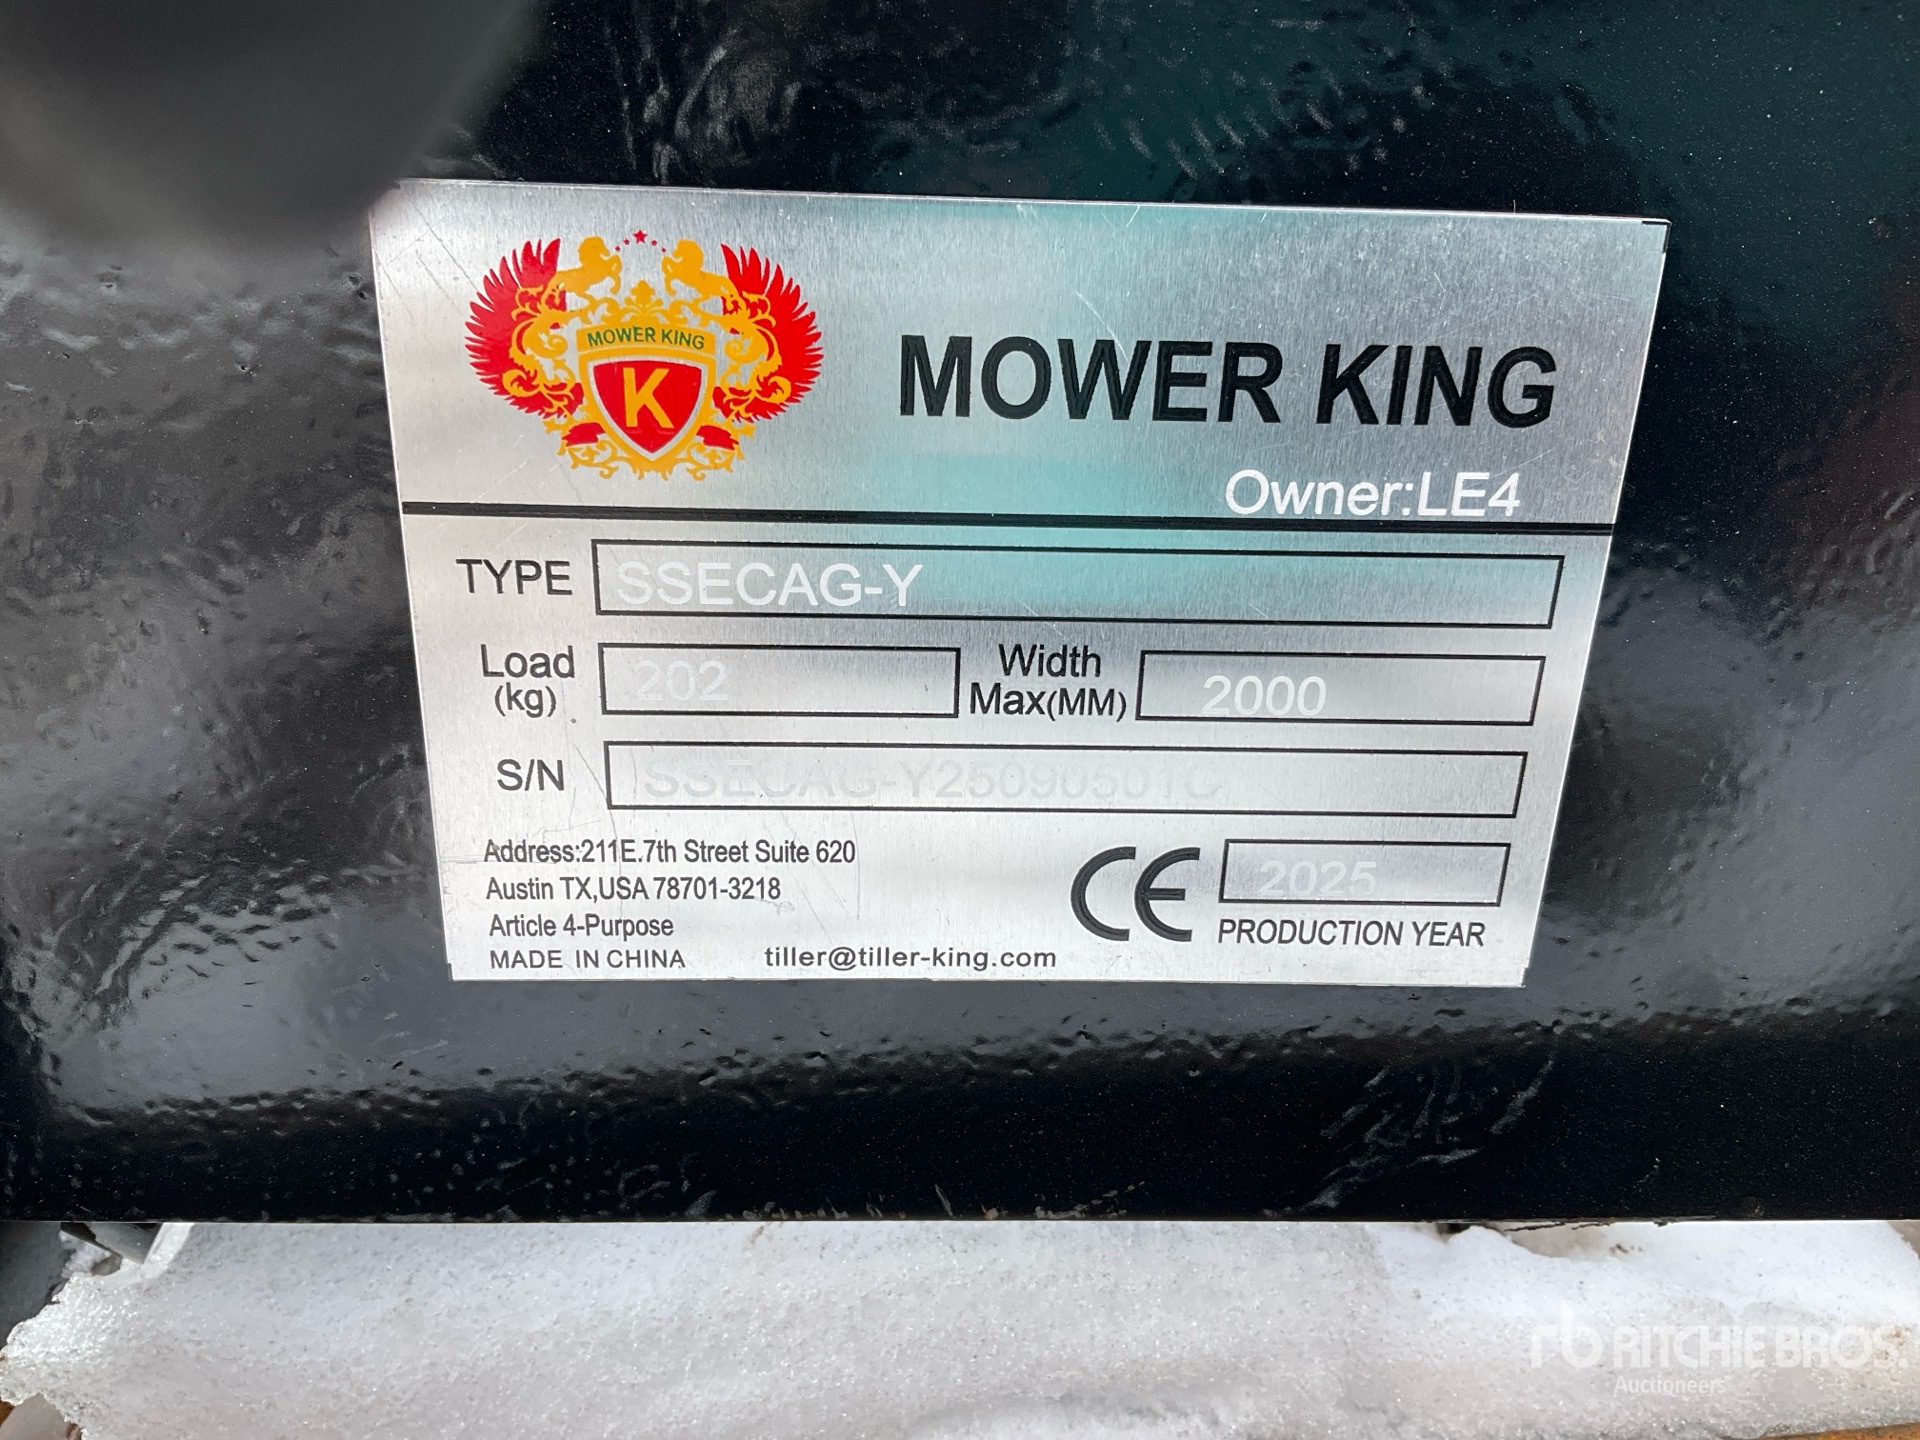 MOWER KING
K
MOWER KING
Owner:LE4
TYPE SSECAG-Y
Load (kg) 202 Width Max(MM) 2000
S/N
Address:211E.7th Street Suite 620
Austin TX,USA 78701-3218
Article 4-Purpose
MADE IN CHINA tiller@tiller-king.com
CE 2025
PRODUCTION YEAR
rb RITCHIE BROS.
Auctioneers